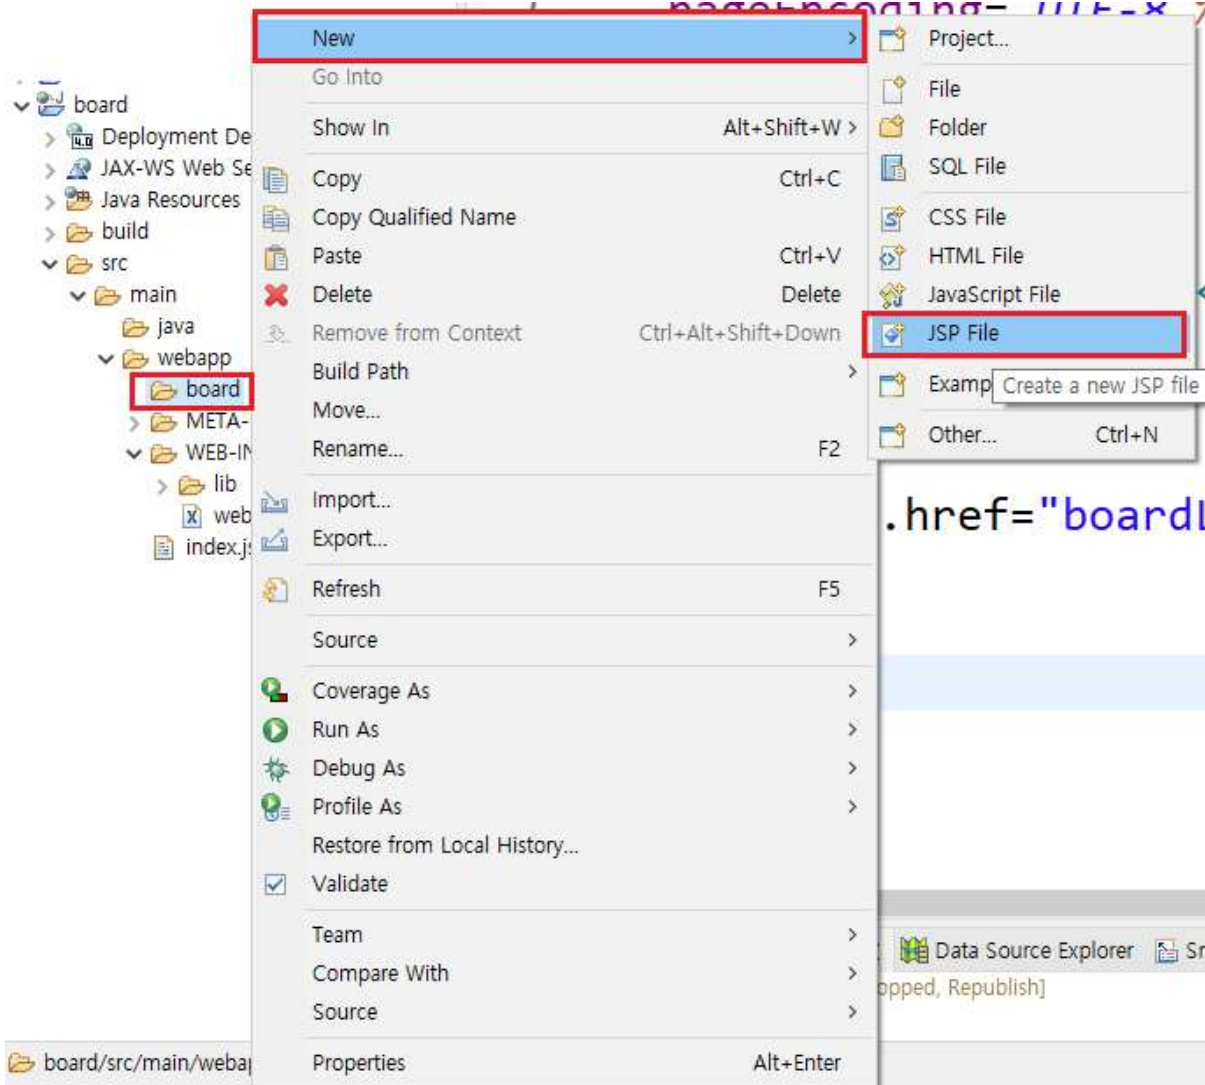 pageEncoding="UTF-8"
board
Deployment De
JAX-WS Web Se
Java Resources
build
src
main
java
webapp
board
META-
WEB-IN
lib
web
index.js
board/src/main/webap
New >
Go Into
Show In Alt+Shift+W >
Copy Ctrl+C
Copy Qualified Name
Paste Ctrl+V
Delete Delete
Remove from Context Ctrl+Alt+Shift+Down
Build Path >
Move...
Rename... F2
Import...
Export...
Refresh F5
Source >
Coverage As >
Run As >
Debug As >
Profile As >
Restore from Local History...
Validate
Team >
Compare With >
Source >
Properties Alt+Enter
Project...
File
Folder
SQL File
CSS File
HTML File
JavaScript File
JSP File
Examp
Create a new JSP file
Other... Ctrl+N
.href="boardL
Data Source Explorer Sn
opped, Republish]